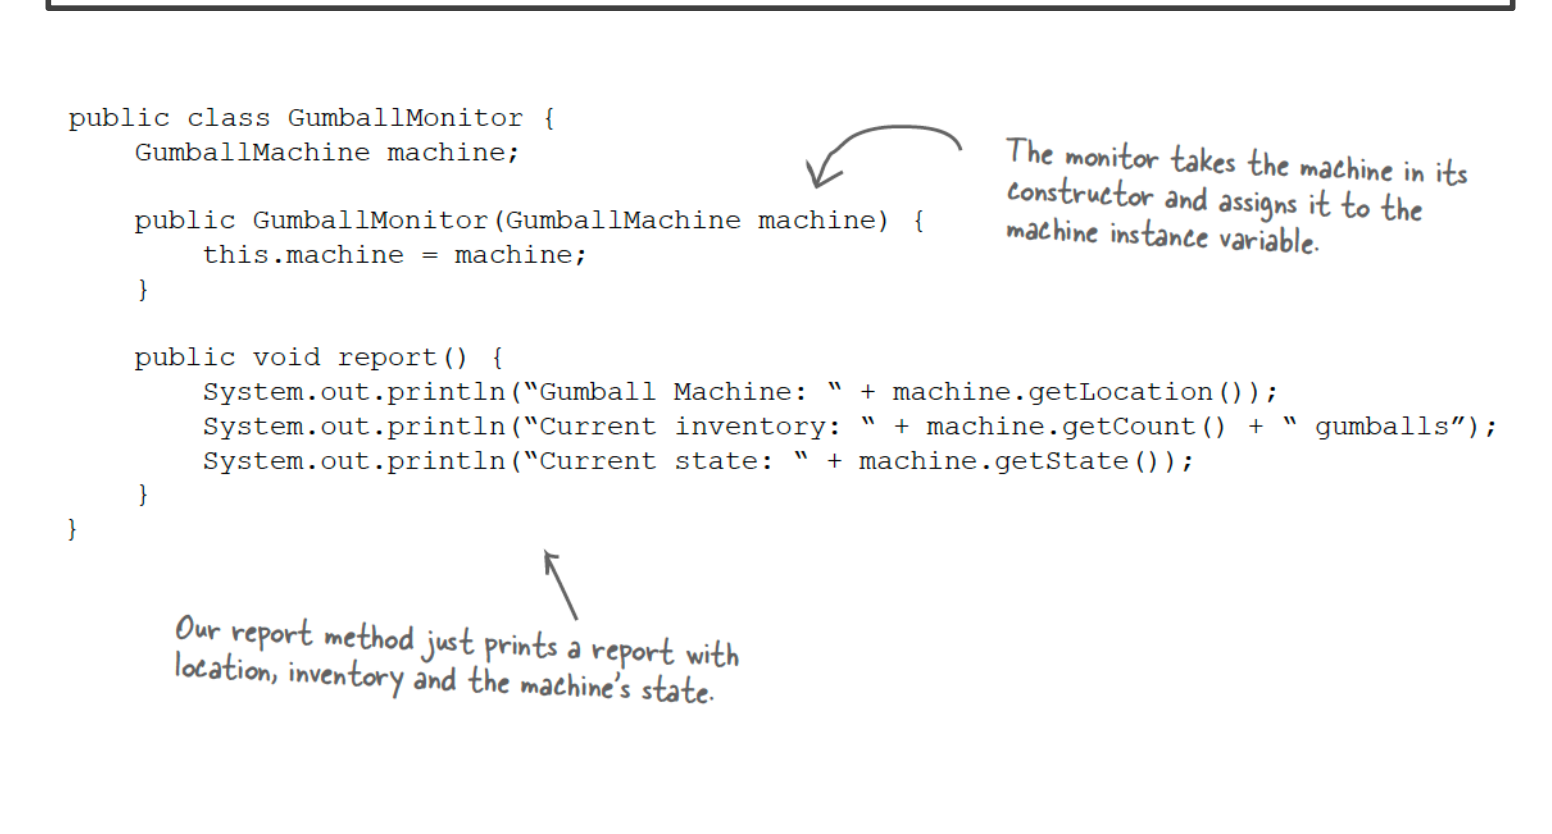 public class GumballMonitor {
GumballMachine machine;
The monitor takes the machine in its
constructor and assigns it to the
machine instance variable.
public GumballMonitor(GumballMachine machine) {
this.machine = machine;
}
public void report() {
System.out.println(“Gumball Machine: “ + machine.getLocation());
System.out.println(“Current inventory: “ + machine.getCount() + “ gumballs”);
System.out.println(“Current state: “ + machine.getState());
}
}
Our report method just prints a report with
location, inventory and the machine's state.